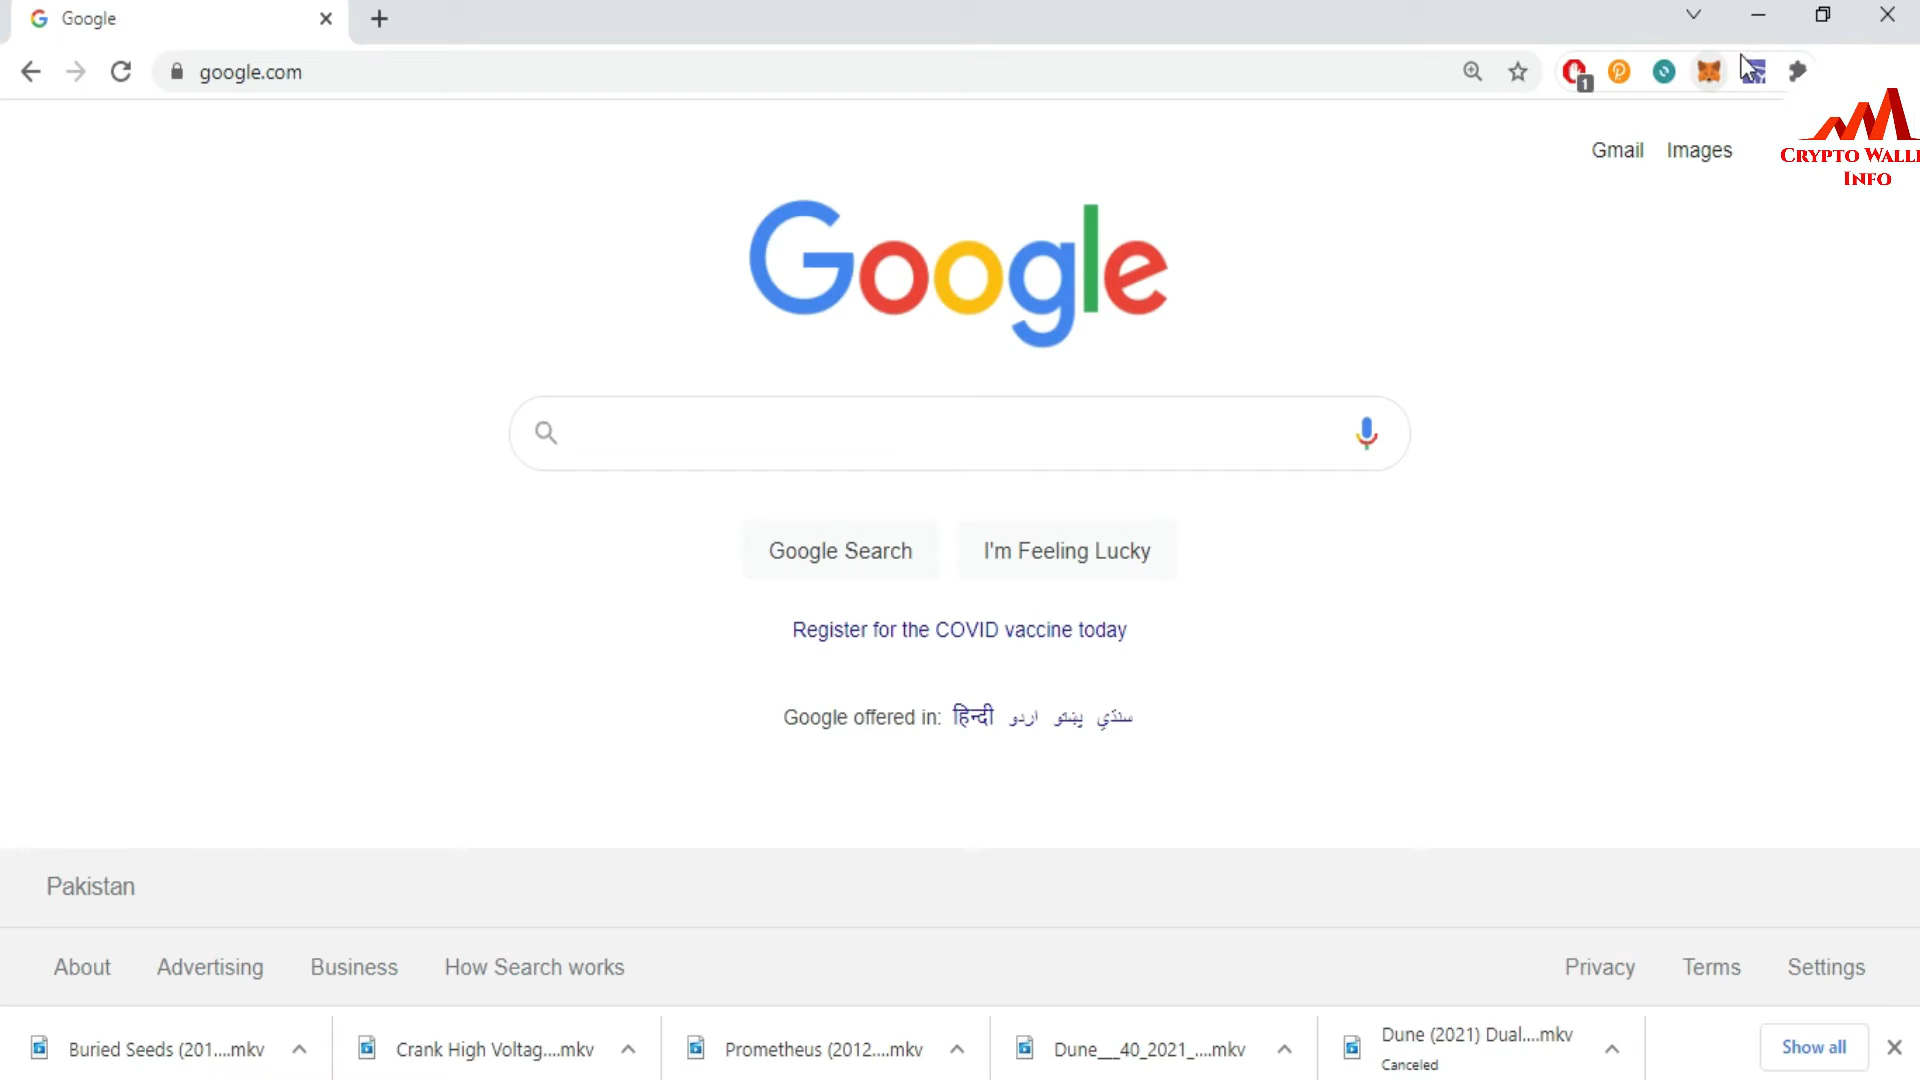 Google
google.com
1
Gmail Images
CRYPTO WALLE
INFO
Google
Google Search I'm Feeling Lucky
Register for the COVID vaccine today
Google offered in: हिन्दी اردو پښتو سنڌي
Pakistan
About Advertising Business How Search works Privacy Terms Settings
Buried Seeds (201....mkv Crank High Voltag....mkv Prometheus (2012....mkv Dune__40_2021_....mkv Dune (2021) Dual....mkv Show all
Canceled